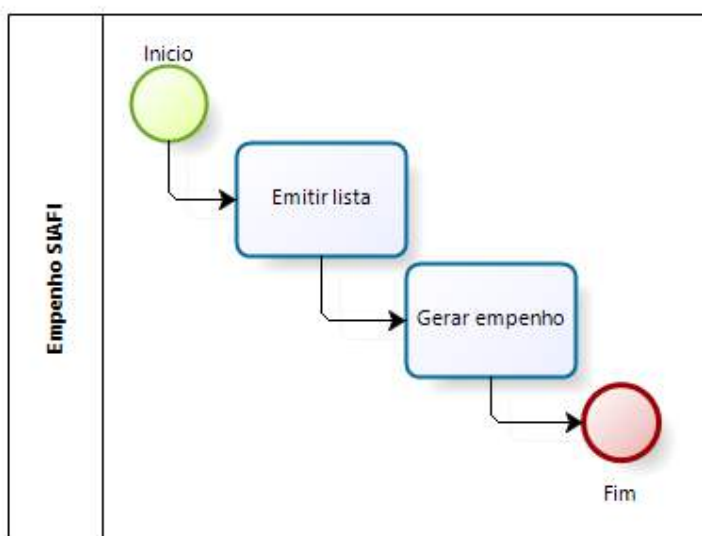 Empenho SIAFI
Inicio
Emitir lista
Gerar empenho
Fim